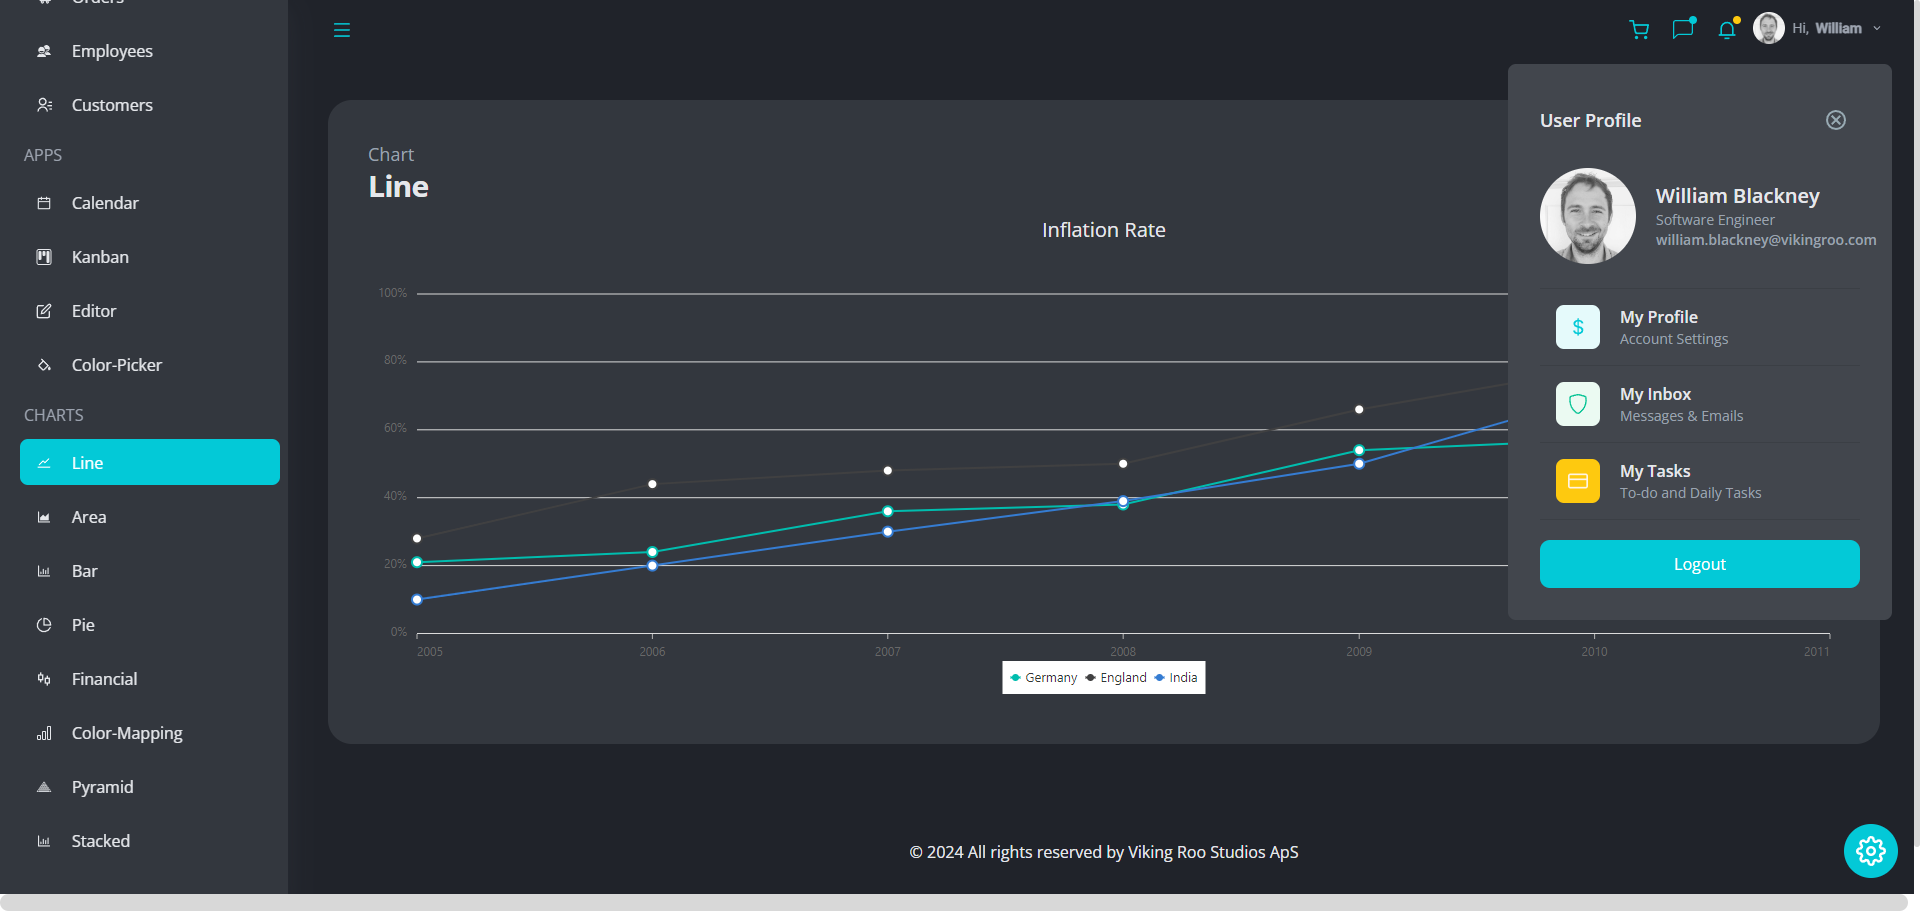 Orders
Employees
Customers
APPS
Calendar
Kanban
Editor
Color-Picker
CHARTS
Line
Area
Bar
Pie
Financial
Color-Mapping
Pyramid
Stacked
Hi, William
Chart
Line
Inflation Rate
100%
80%
60%
40%
20%
0%
2005 2006 2007 2008 2009 2010 2011
Germany England India
User Profile
William Blackney
Software Engineer
william.blackney@vikingroo.com
$
My Profile
Account Settings
My Inbox
Messages & Emails
My Tasks
To-do and Daily Tasks
Logout
© 2024 All rights reserved by Viking Roo Studios ApS